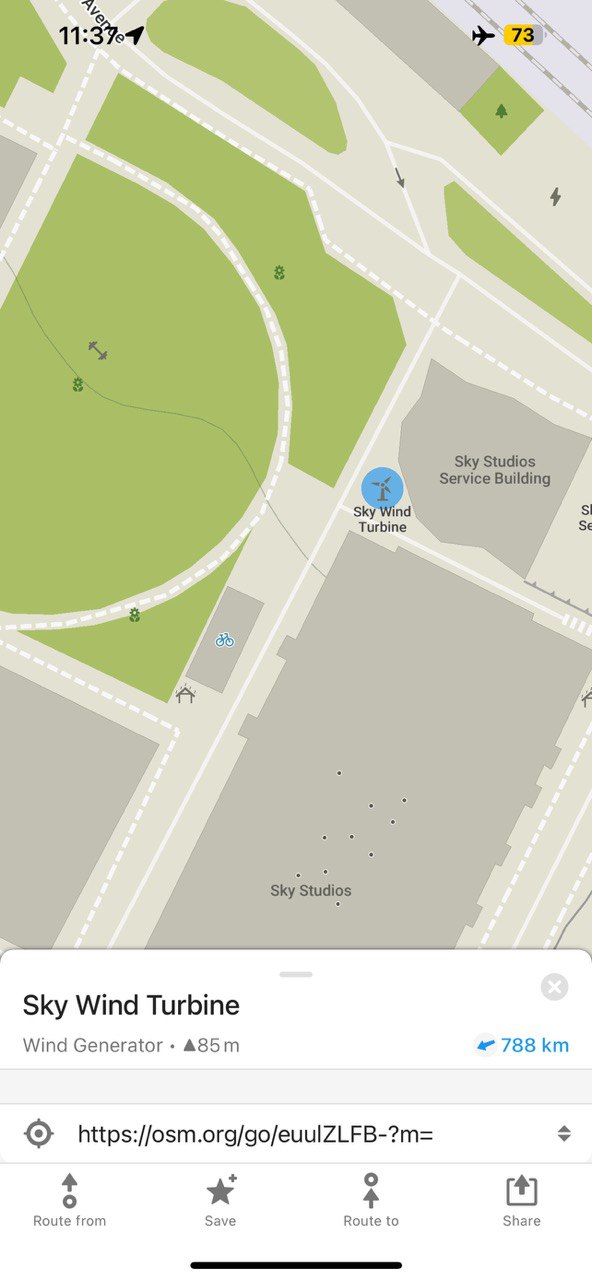 Avenue
11:37
73
Sky Studios
Service Building
Sky Wind
Turbine
Sky Studios
Sky Wind Turbine
Wind Generator • ▲85 m
788 km
https://osm.org/go/euulZLFB-?m=
Route from
Save
Route to
Share